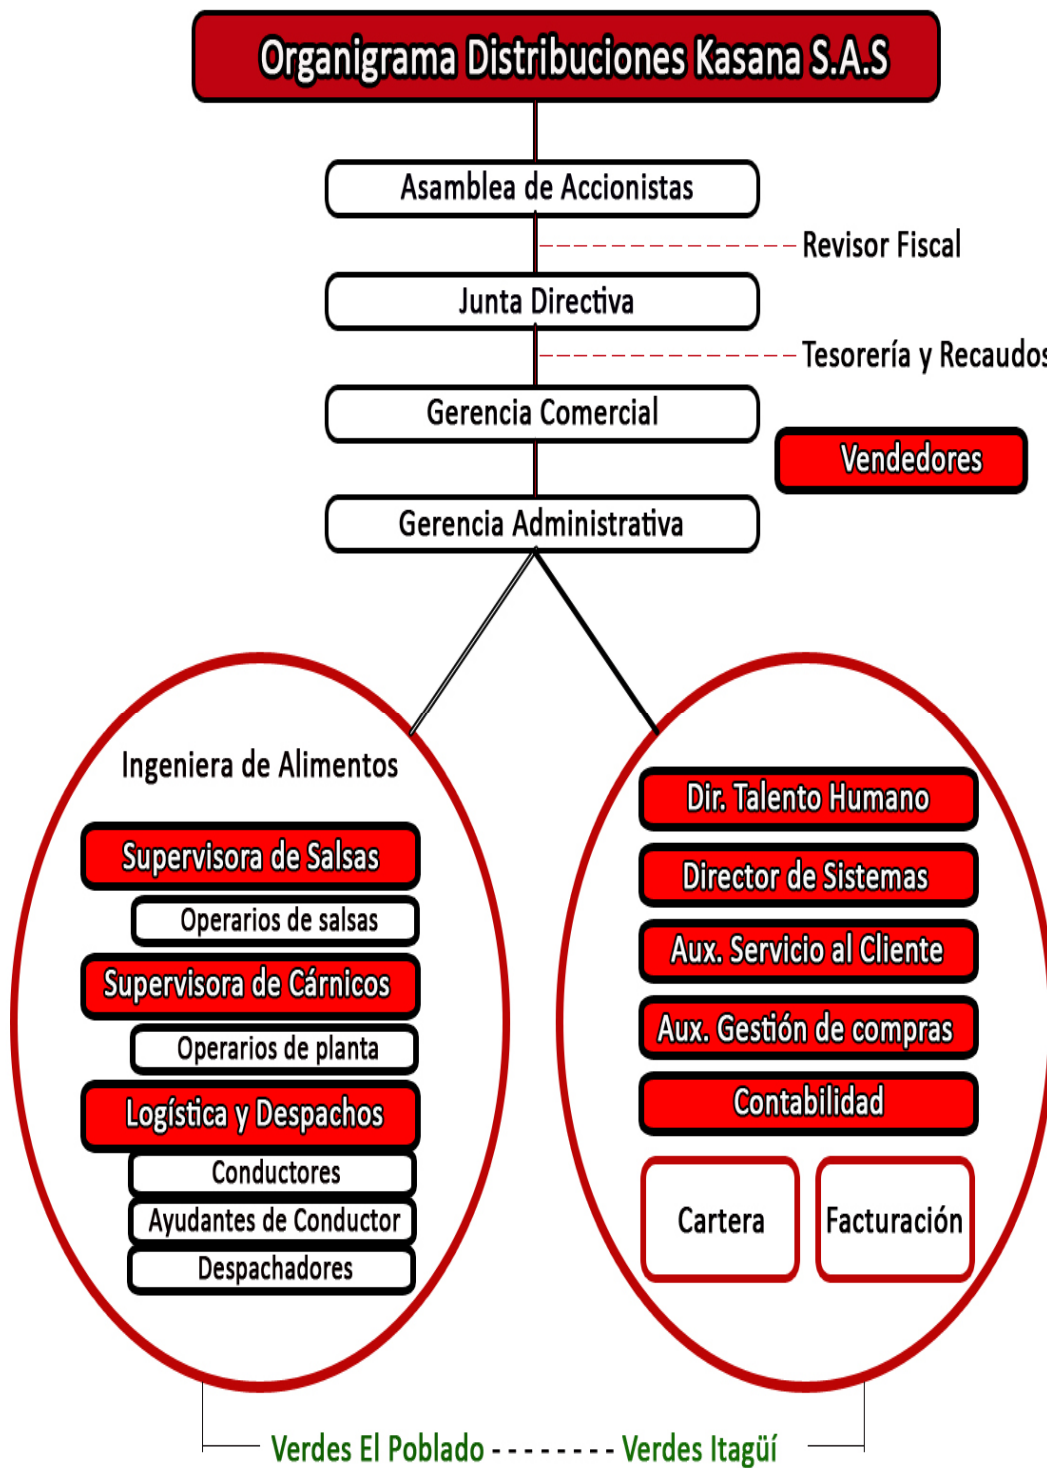 Organigrama Distribuciones Kasana S.A.S
Asamblea de Accionistas
Revisor Fiscal
Junta Directiva
Tesorería y Recaudos
Gerencia Comercial
Vendedores
Gerencia Administrativa
Ingeniera de Alimentos
Supervisora de Salsas
Operarios de salsas
Supervisora de Cárnicos
Operarios de planta
Logística y Despachos
Conductores
Ayudantes de Conductor
Despachadores
Dir. Talento Humano
Director de Sistemas
Aux. Servicio al Cliente
Aux. Gestión de compras
Contabilidad
Cartera
Facturación
Verdes El Poblado - - - - - - - - Verdes Itagüí